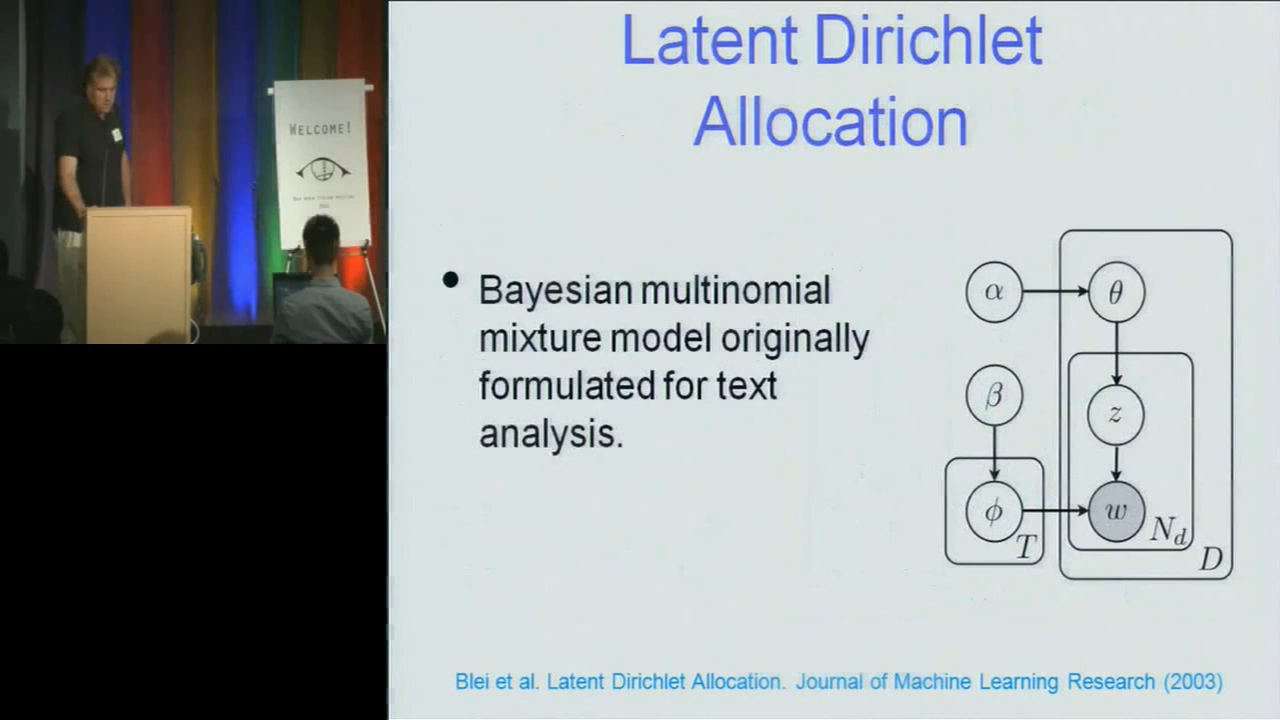 Latent Dirichlet
Allocation
WELCOME!
• Bayesian multinomial
mixture model originally
formulated for text
analysis.
α
θ
β
z
ϕ
w
T
N_d
D
Blei et al. Latent Dirichlet Allocation. Journal of Machine Learning Research (2003)